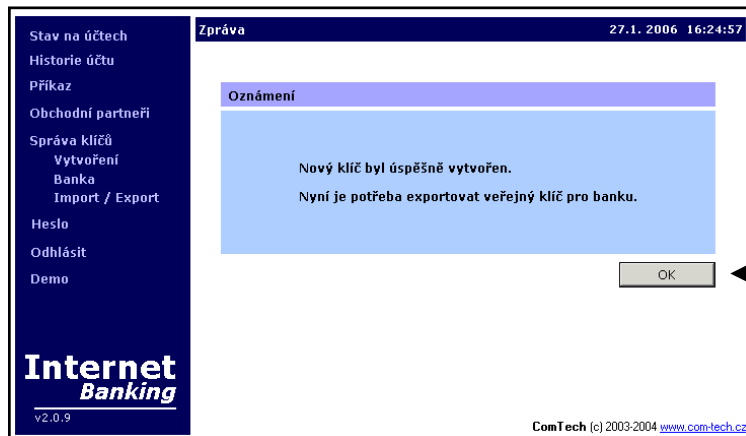 Stav na účtech
Historie účtu
Příkaz
Obchodní partneři
Správa klíčů
Vytvoření
Banka
Import / Export
Heslo
Odhlásit
Demo
Internet
Banking
v2.0.9
Zpráva 27.1. 2006 16:24:57
Oznámení
Nový klíč byl úspěšně vytvořen.
Nyní je potřeba exportovat veřejný klíč pro banku.
OK
ComTech (c) 2003-2004 www.com-tech.cz